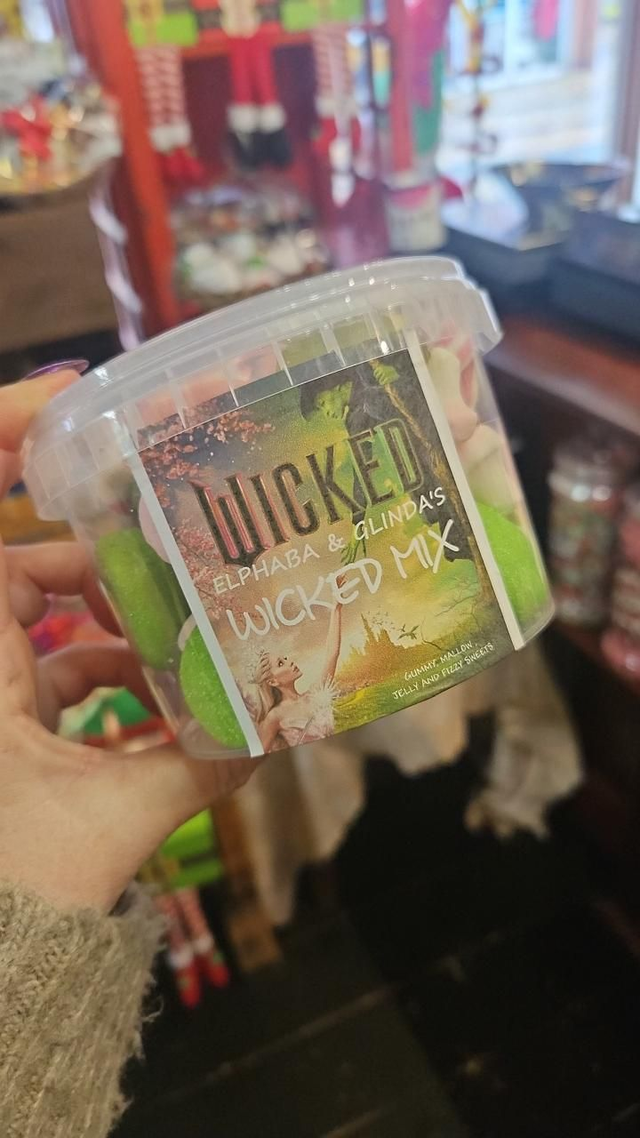 WICKED
ELPHABA & GLINDA'S
WICKED MIX
GUMMY, MALLOW,
JELLY AND FIZZY SWEETS